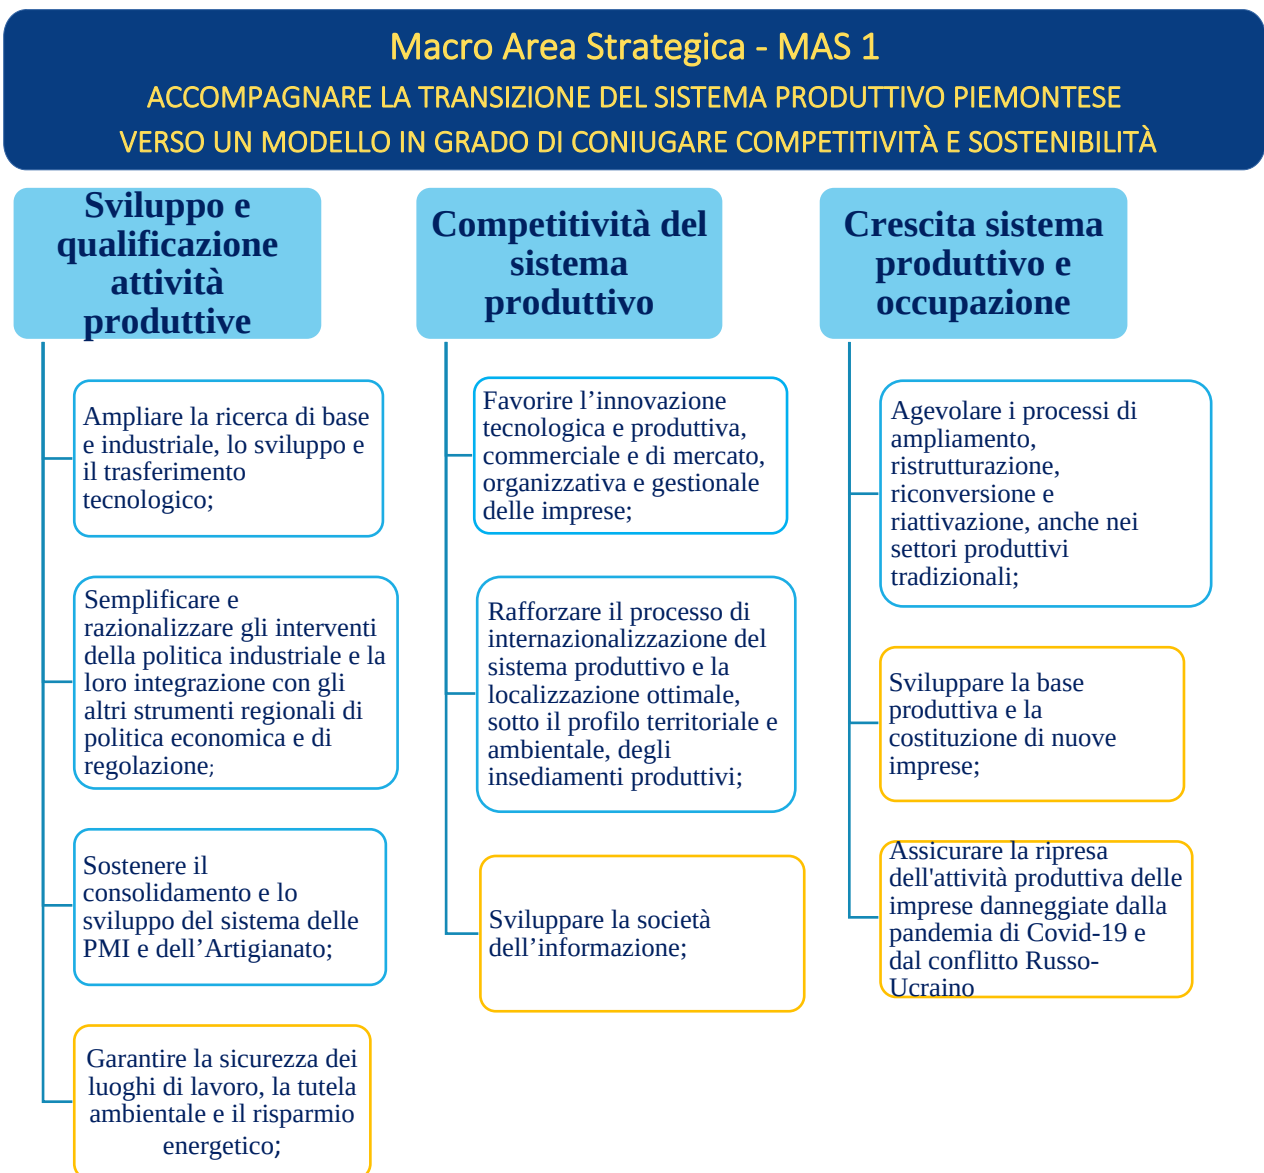 Macro Area Strategica - MAS 1
ACCOMPAGNARE LA TRANSIZIONE DEL SISTEMA PRODUTTIVO PIEMONTESE
VERSO UN MODELLO IN GRADO DI CONIUGARE COMPETITIVITÀ E SOSTENIBILITÀ
Sviluppo e
qualificazione
attività
produttive
Ampliare la ricerca di base
e industriale, lo sviluppo e
il trasferimento
tecnologico;
Semplificare e
razionalizzare gli interventi
della politica industriale e la
loro integrazione con gli
altri strumenti regionali di
politica economica e di
regolazione;
Sostenere il
consolidamento e lo
sviluppo del sistema delle
PMI e dell’Artigianato;
Garantire la sicurezza dei
luoghi di lavoro, la tutela
ambientale e il risparmio
energetico;
Competitività del
sistema
produttivo
Favorire l’innovazione
tecnologica e produttiva,
commerciale e di mercato,
organizzativa e gestionale
delle imprese;
Rafforzare il processo di
internazionalizzazione del
sistema produttivo e la
localizzazione ottimale,
sotto il profilo territoriale e
ambientale, degli
insediamenti produttivi;
Sviluppare la società
dell’informazione;
Crescita sistema
produttivo e
occupazione
Agevolare i processi di
ampliamento,
ristrutturazione,
riconversione e
riattivazione, anche nei
settori produttivi
tradizionali;
Sviluppare la base
produttiva e la
costituzione di nuove
imprese;
Assicurare la ripresa
dell'attività produttiva delle
imprese danneggiate dalla
pandemia di Covid-19 e
dal conflitto Russo-
Ucraino